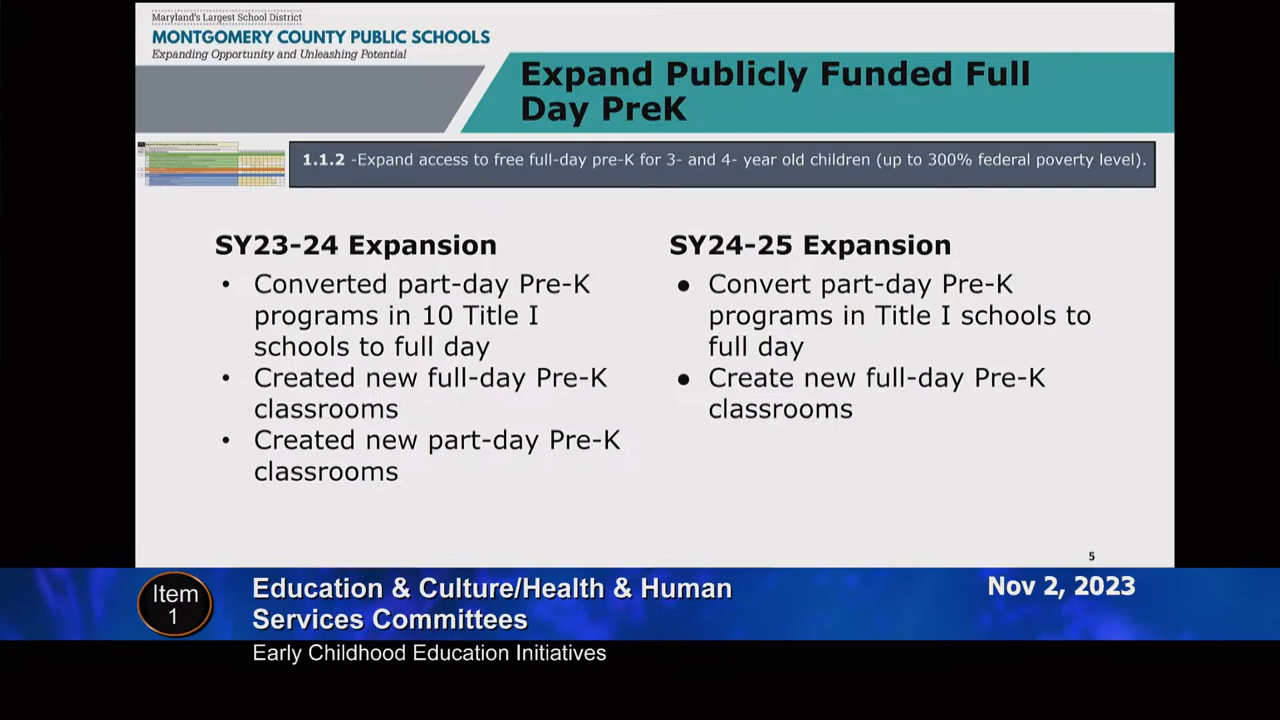 Maryland's Largest School District
MONTGOMERY COUNTY PUBLIC SCHOOLS
Expanding Opportunity and Unleashing Potential
Expand Publicly Funded Full
Day PreK
1.1.2 -Expand access to free full-day pre-K for 3- and 4- year old children (up to 300% federal poverty level).
SY23-24 Expansion
• Converted part-day Pre-K
programs in 10 Title I
schools to full day
• Created new full-day Pre-K
classrooms
• Created new part-day Pre-K
classrooms
SY24-25 Expansion
● Convert part-day Pre-K
programs in Title I schools to
full day
● Create new full-day Pre-K
classrooms
5
Item
1
Education & Culture/Health & Human
Services Committees
Nov 2, 2023
Early Childhood Education Initiatives